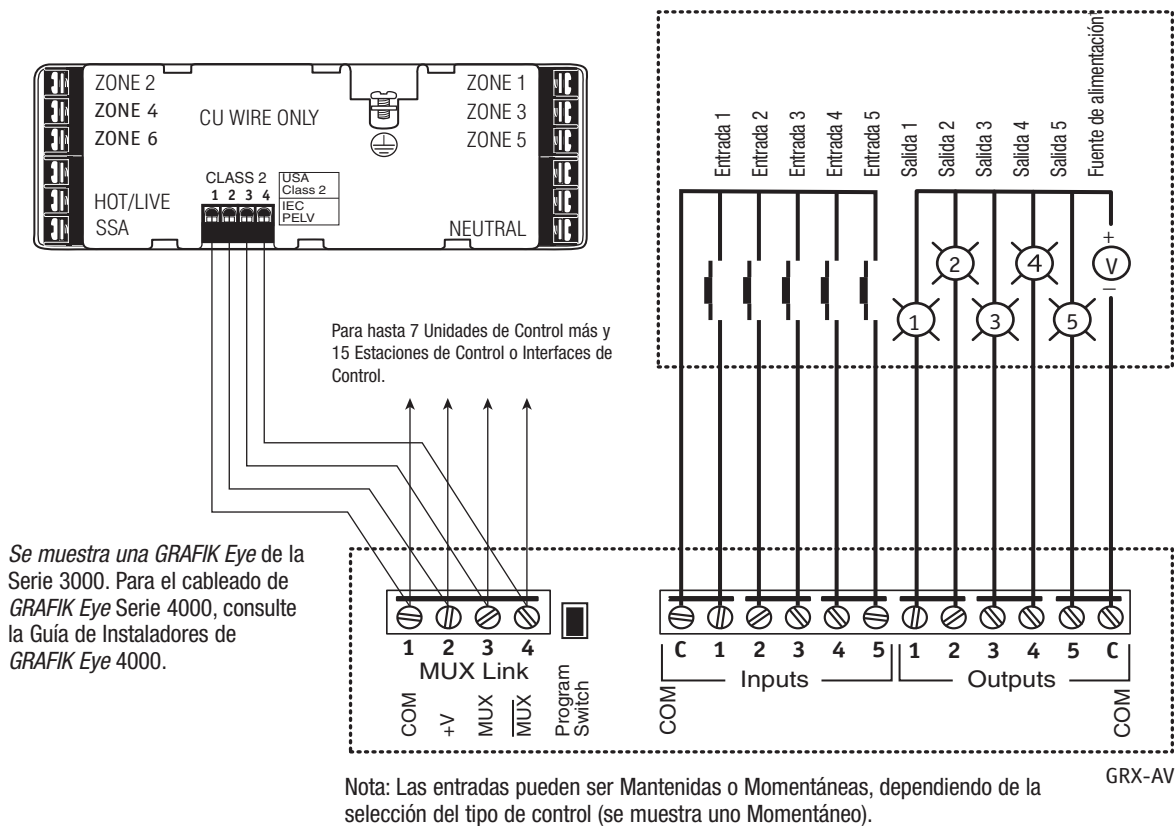 ZONE 2
ZONE 4
ZONE 6
HOT/LIVE
SSA
CU WIRE ONLY
CLASS 2
1 2 3 4
USA
Class 2
IEC
PELV
ZONE 1
ZONE 3
ZONE 5
NEUTRAL
Entrada 1
Entrada 2
Entrada 3
Entrada 4
Entrada 5
Salida 1
Salida 2
Salida 3
Salida 4
Salida 5
Fuente de alimentación
1
2
3
4
5
+
V
–
Para hasta 7 Unidades de Control más y
15 Estaciones de Control o Interfaces de
Control.
Se muestra una GRAFIK Eye de la
Serie 3000. Para el cableado de
GRAFIK Eye Serie 4000, consulte
la Guía de Instaladores de
GRAFIK Eye 4000.
1 2 3 4
MUX Link
COM
+V
MUX
M̅U̅X̅
Program
Switch
C 1 2 3 4 5 1 2 3 4 5 C
Inputs
Outputs
COM
COM
GRX-AV
Nota: Las entradas pueden ser Mantenidas o Momentáneas, dependiendo de la
selección del tipo de control (se muestra uno Momentáneo).